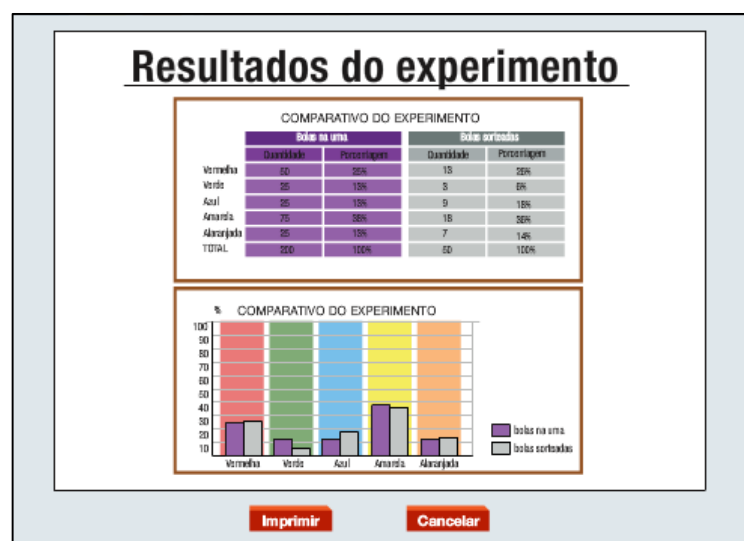 Resultados do experimento
COMPARATIVO DO EXPERIMENTO
Bolas na urna Bolas sorteadas
Quantidade Porcentagem Quantidade Porcentagem
Vermelha 50 25% 13 26%
Verde 25 13% 3 6%
Azul 25 13% 9 18%
Amarela 75 38% 18 36%
Alaranjada 25 13% 7 14%
TOTAL 200 100% 50 100%
% COMPARATIVO DO EXPERIMENTO
100
90
80
70
60
50
40
30
20
10
bolas na urna
bolas sorteadas
Vermelha Verde Azul Amarela Alaranjada
Imprimir Cancelar